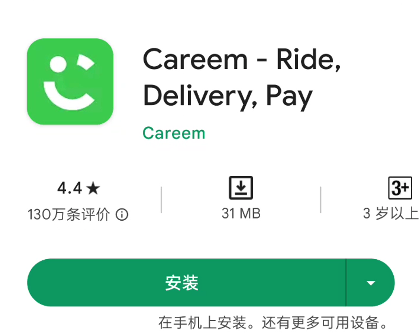 Careem - Ride,
Delivery, Pay
Careem
4.4★
130万条评价
31 MB
3+
3 岁以上
安装
在手机上安装。还有更多可用设备。